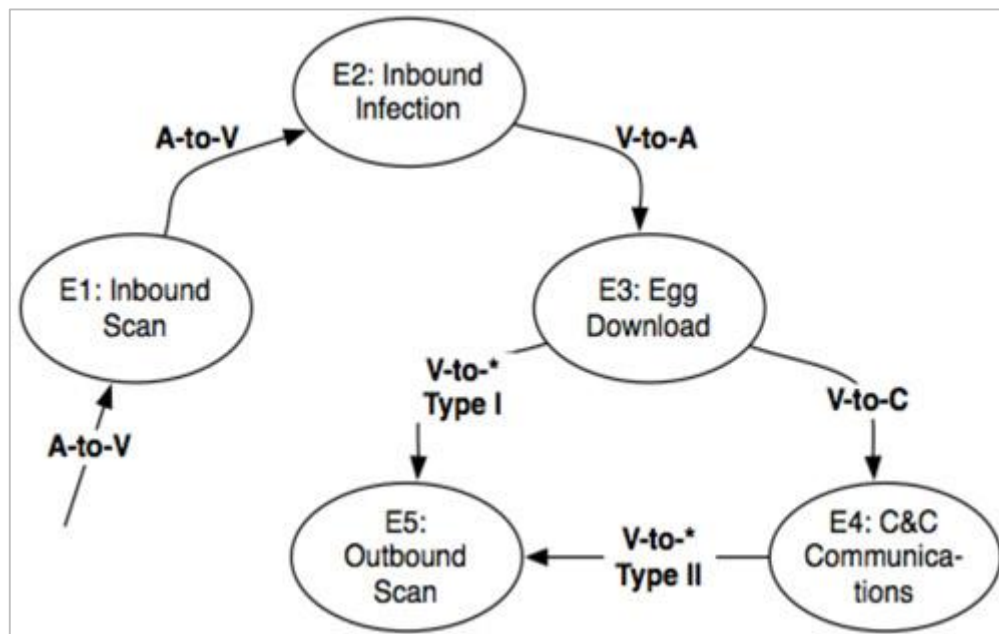 E2: Inbound
Infection
A-to-V
V-to-A
E1: Inbound
Scan
E3: Egg
Download
V-to-*
Type I
V-to-C
A-to-V
E5:
Outbound
Scan
V-to-*
Type II
E4: C&C
Communica-
tions